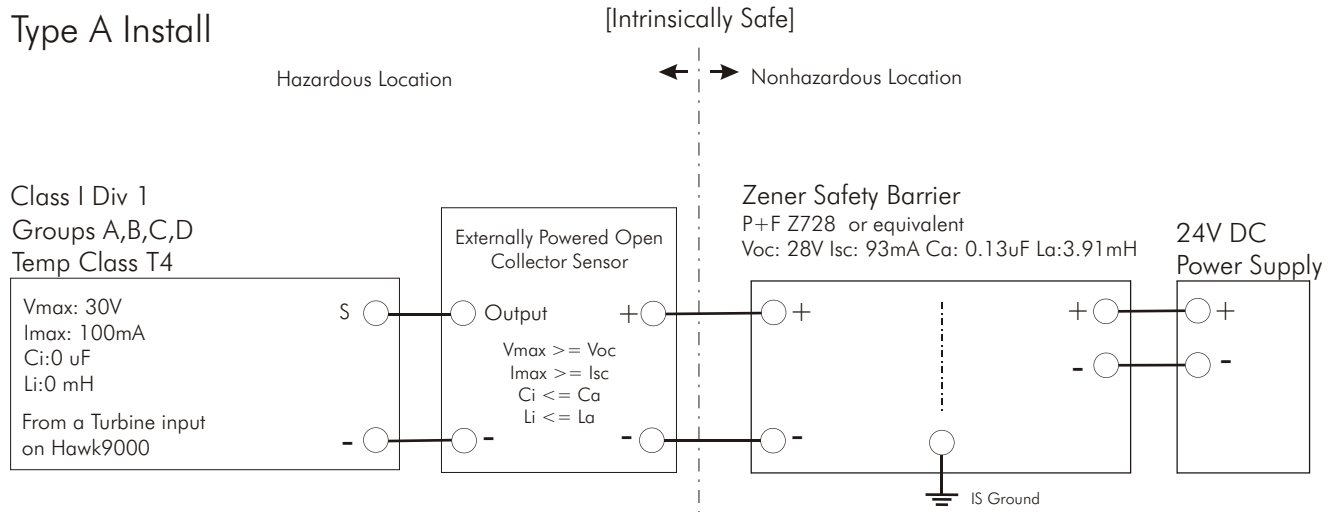 Type A Install
[Intrinsically Safe]
Hazardous Location
Nonhazardous Location
Class I Div 1
Groups A,B,C,D
Temp Class T4
Vmax: 30V
Imax: 100mA
Ci:0 uF
Li:0 mH
From a Turbine input
on Hawk9000
S
-
Externally Powered Open
Collector Sensor
Output
+
Vmax >= Voc
Imax >= Isc
Ci <= Ca
Li <= La
-
-
Zener Safety Barrier
P+F Z728 or equivalent
Voc: 28V Isc: 93mA Ca: 0.13uF La:3.91mH
+
+
-
-
IS Ground
24V DC
Power Supply
+
-